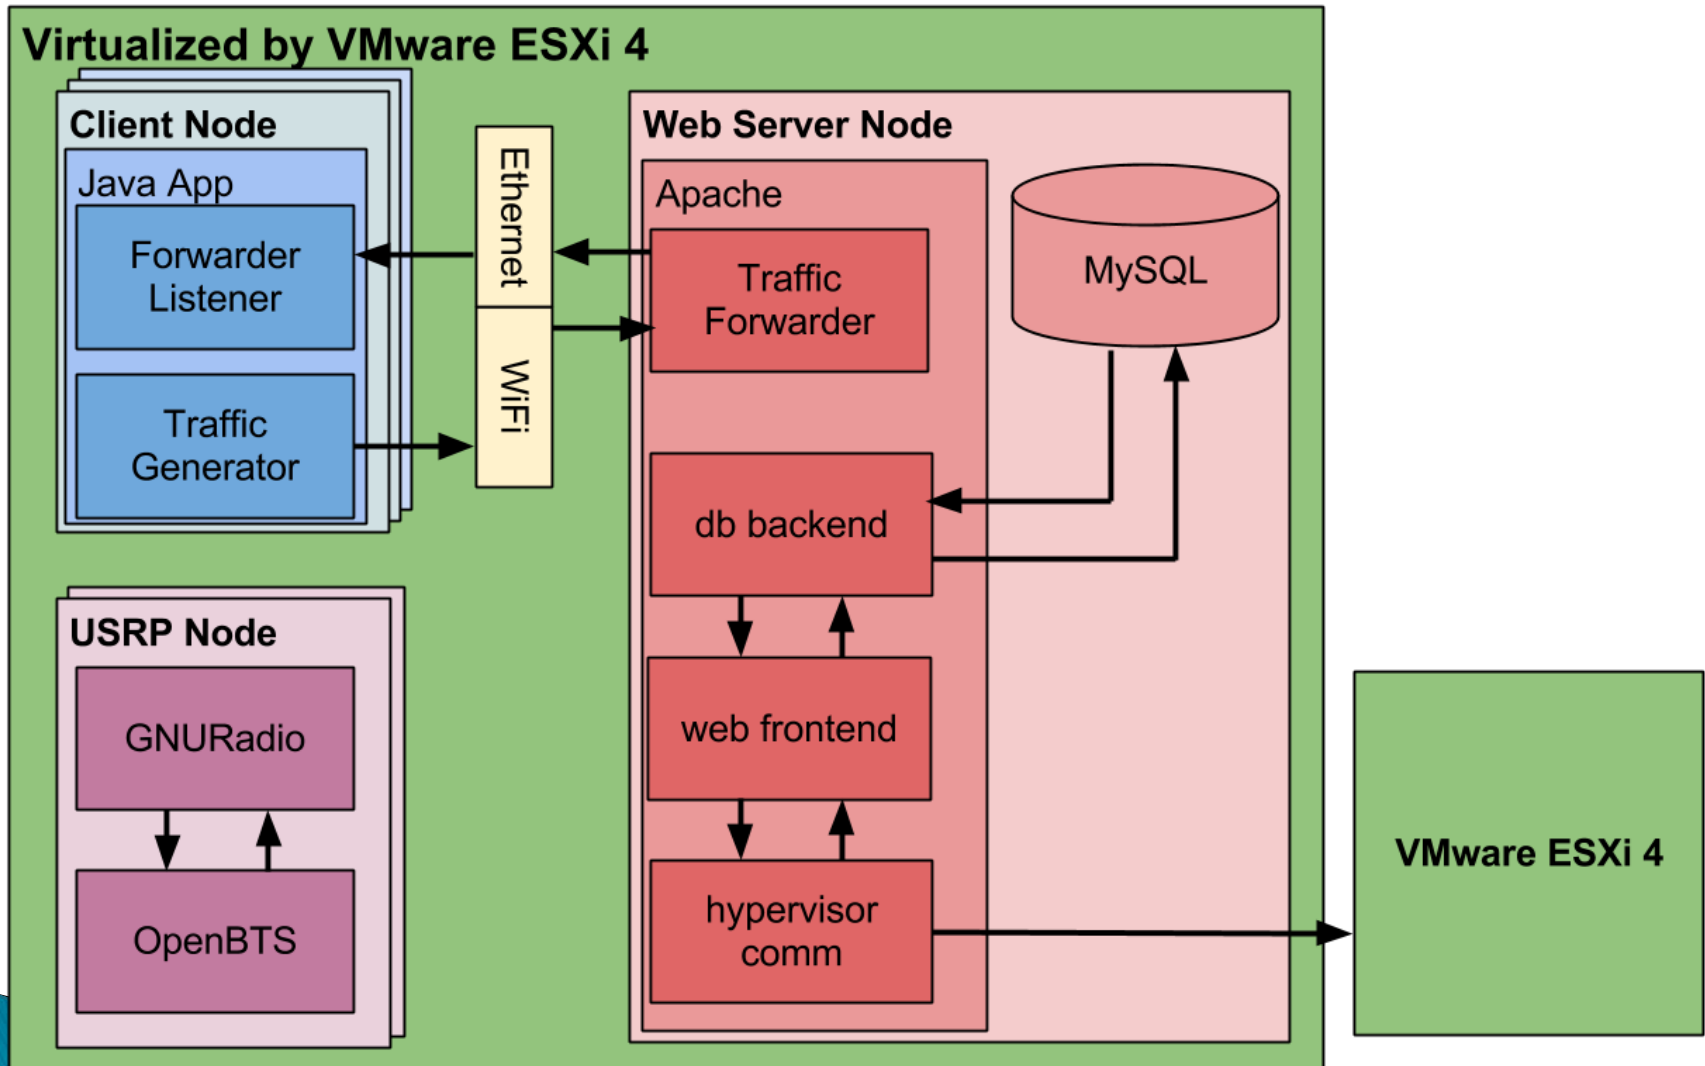 Virtualized by VMware ESXi 4
Client Node
Java App
Forwarder
Listener
Traffic
Generator
Ethernet
WiFi
Web Server Node
Apache
Traffic
Forwarder
MySQL
db backend
web frontend
hypervisor
comm
USRP Node
GNURadio
OpenBTS
VMware ESXi 4